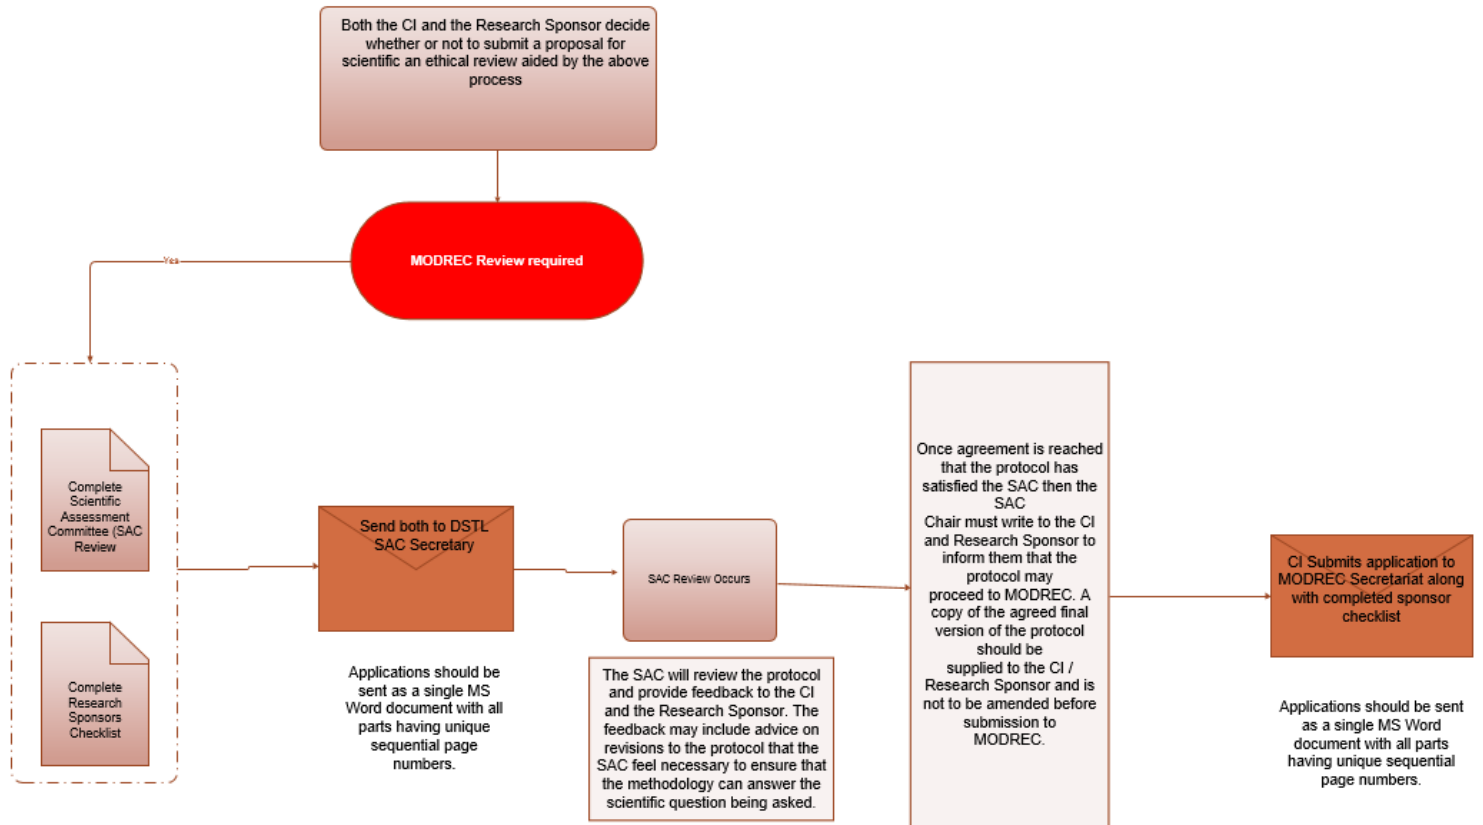 Both the CI and the Research Sponsor decide
whether or not to submit a proposal for
scientific an ethical review aided by the above
process
MODREC Review required
Yes
Complete
Scientific
Assessment
Committee (SAC
Review
Complete
Research
Sponsors
Checklist
Send both to DSTL
SAC Secretary
Applications should be
sent as a single MS
Word document with all
parts having unique
sequential page
numbers.
SAC Review Occurs
The SAC will review the protocol
and provide feedback to the CI
and the Research Sponsor. The
feedback may include advice on
revisions to the protocol that the
SAC feel necessary to ensure that
the methodology can answer the
scientific question being asked.
Once agreement is reached
that the protocol has
satisfied the SAC then the
SAC
Chair must write to the CI
and Research Sponsor to
inform them that the
protocol may
proceed to MODREC. A
copy of the agreed final
version of the protocol
should be
supplied to the CI /
Research Sponsor and is
not to be amended before
submission to
MODREC.
CI Submits application to
MODREC Secretariat along
with completed sponsor
checklist
Applications should be sent
as a single MS Word
document with all parts
having unique sequential
page numbers.